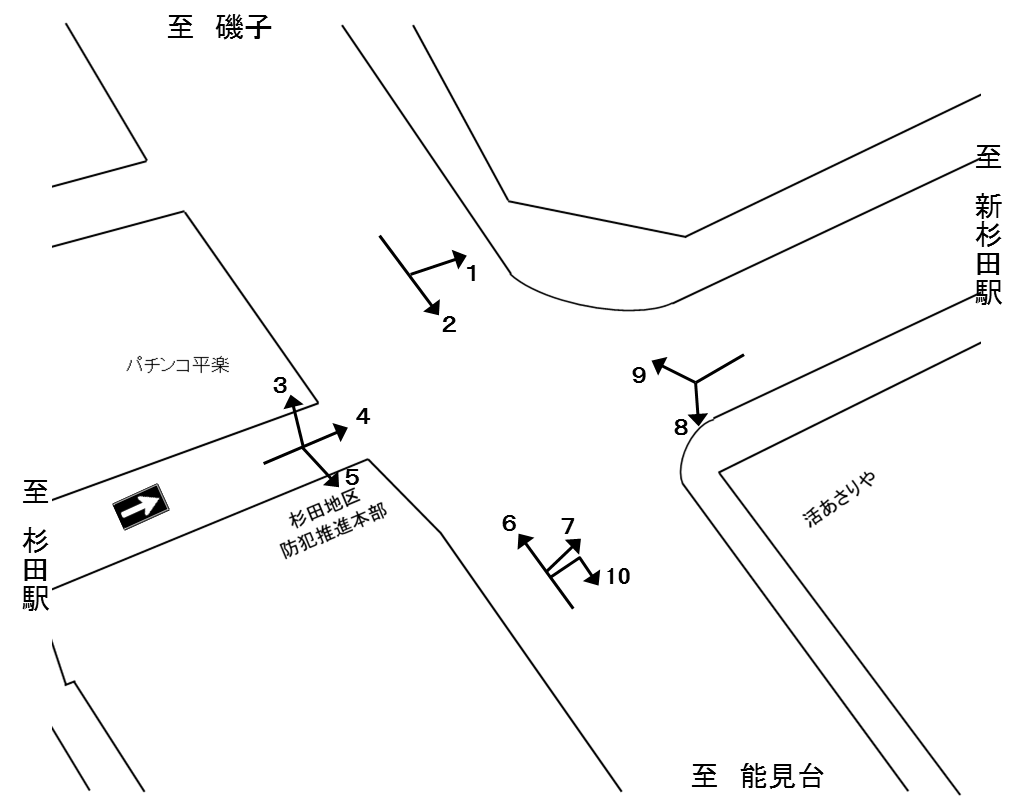 至 磯子
至 新杉田駅
1
2
パチンコ平楽
3
4
9
8
5
至 杉田駅
杉田地区
防犯推進本部
活あさりや
6
7
10
至 能見台